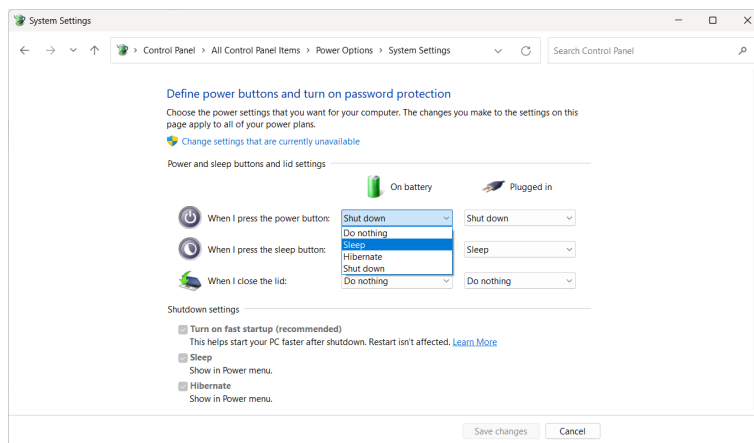 System Settings
Control Panel > All Control Panel Items > Power Options > System Settings
Search Control Panel
Define power buttons and turn on password protection
Choose the power settings that you want for your computer. The changes you make to the settings on this
page apply to all of your power plans.
Change settings that are currently unavailable
Power and sleep buttons and lid settings
On battery Plugged in
When I press the power button: Shut down Shut down
Do nothing
Sleep
When I press the sleep button: Sleep
Hibernate
Shut down
When I close the lid: Do nothing Do nothing
Shutdown settings
Turn on fast startup (recommended)
This helps start your PC faster after shutdown. Restart isn't affected. Learn More
Sleep
Show in Power menu.
Hibernate
Show in Power menu.
Save changes Cancel